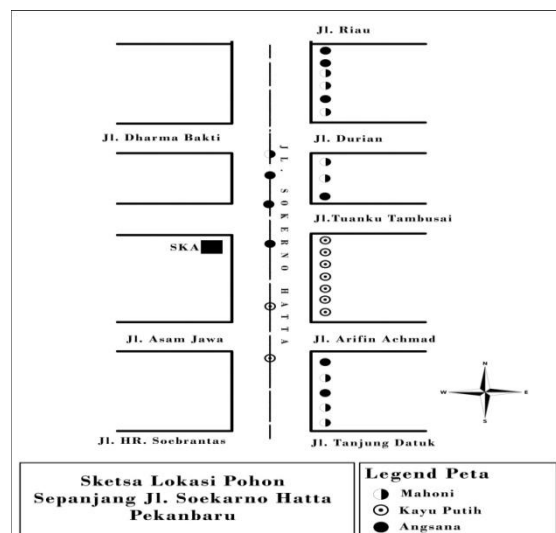 Jl. Riau
Jl. Dharma Bakti
Jl. Durian
JL. SOKERNO HATTA
Jl.Tuanku Tambusai
SKA
Jl. Asam Jawa
Jl. Arifin Achmad
N
W
E
S
Jl. HR. Soebrantas
Jl. Tanjung Datuk
Sketsa Lokasi Pohon
Sepanjang Jl. Soekarno Hatta
Pekanbaru
Legend Peta
Mahoni
Kayu Putih
Angsana